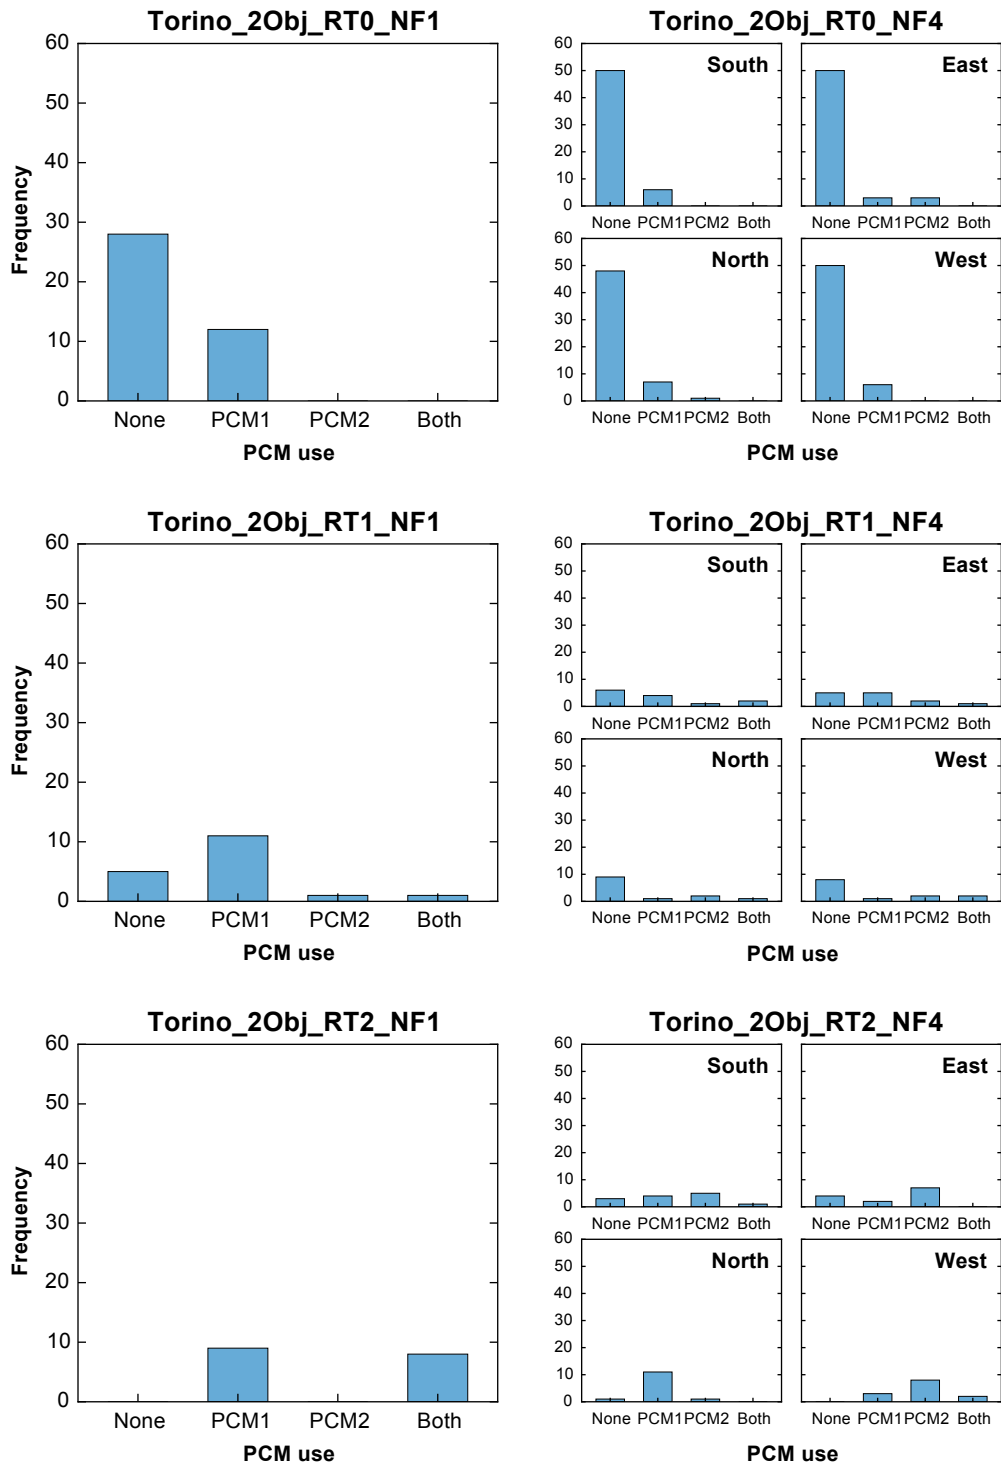 Torino_2Obj_RT0_NF1
60
50
40
30
20
10
0
Frequency
None PCM1 PCM2 Both
PCM use
Torino_2Obj_RT0_NF4
60
50
40
30
20
10
0
South
None PCM1 PCM2 Both
East
None PCM1 PCM2 Both
60
50
40
30
20
10
0
North
None PCM1 PCM2 Both
West
None PCM1 PCM2 Both
PCM use
Torino_2Obj_RT1_NF1
60
50
40
30
20
10
0
Frequency
None PCM1 PCM2 Both
PCM use
Torino_2Obj_RT1_NF4
60
50
40
30
20
10
0
South
None PCM1 PCM2 Both
East
None PCM1 PCM2 Both
60
50
40
30
20
10
0
North
None PCM1 PCM2 Both
West
None PCM1 PCM2 Both
PCM use
Torino_2Obj_RT2_NF1
60
50
40
30
20
10
0
Frequency
None PCM1 PCM2 Both
PCM use
Torino_2Obj_RT2_NF4
60
50
40
30
20
10
0
South
None PCM1 PCM2 Both
East
None PCM1 PCM2 Both
60
50
40
30
20
10
0
North
None PCM1 PCM2 Both
West
None PCM1 PCM2 Both
PCM use